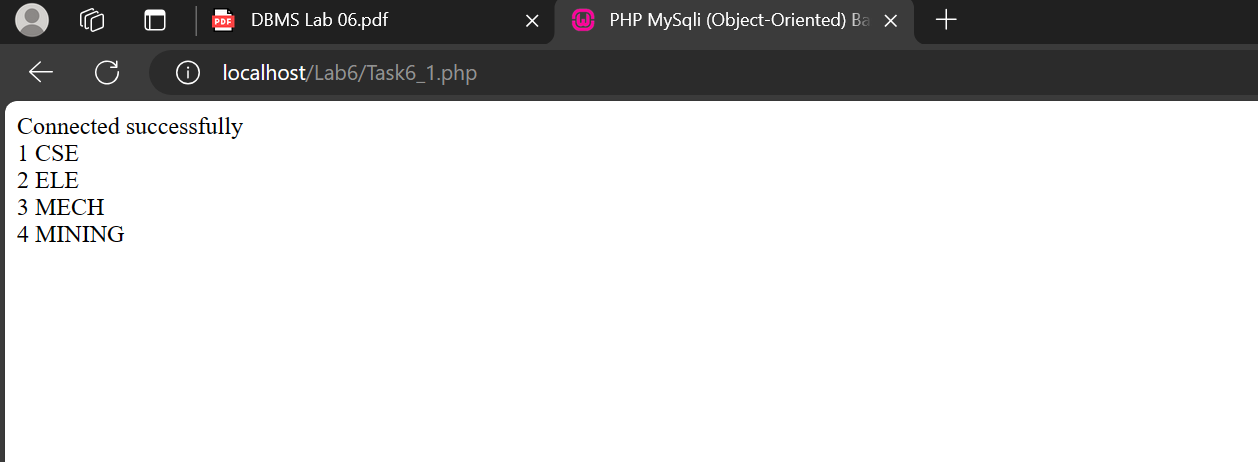 PDF DBMS Lab 06.pdf PHP MySqli (Object-Oriented) Ba
localhost/Lab6/Task6_1.php
Connected successfully
1 CSE
2 ELE
3 MECH
4 MINING